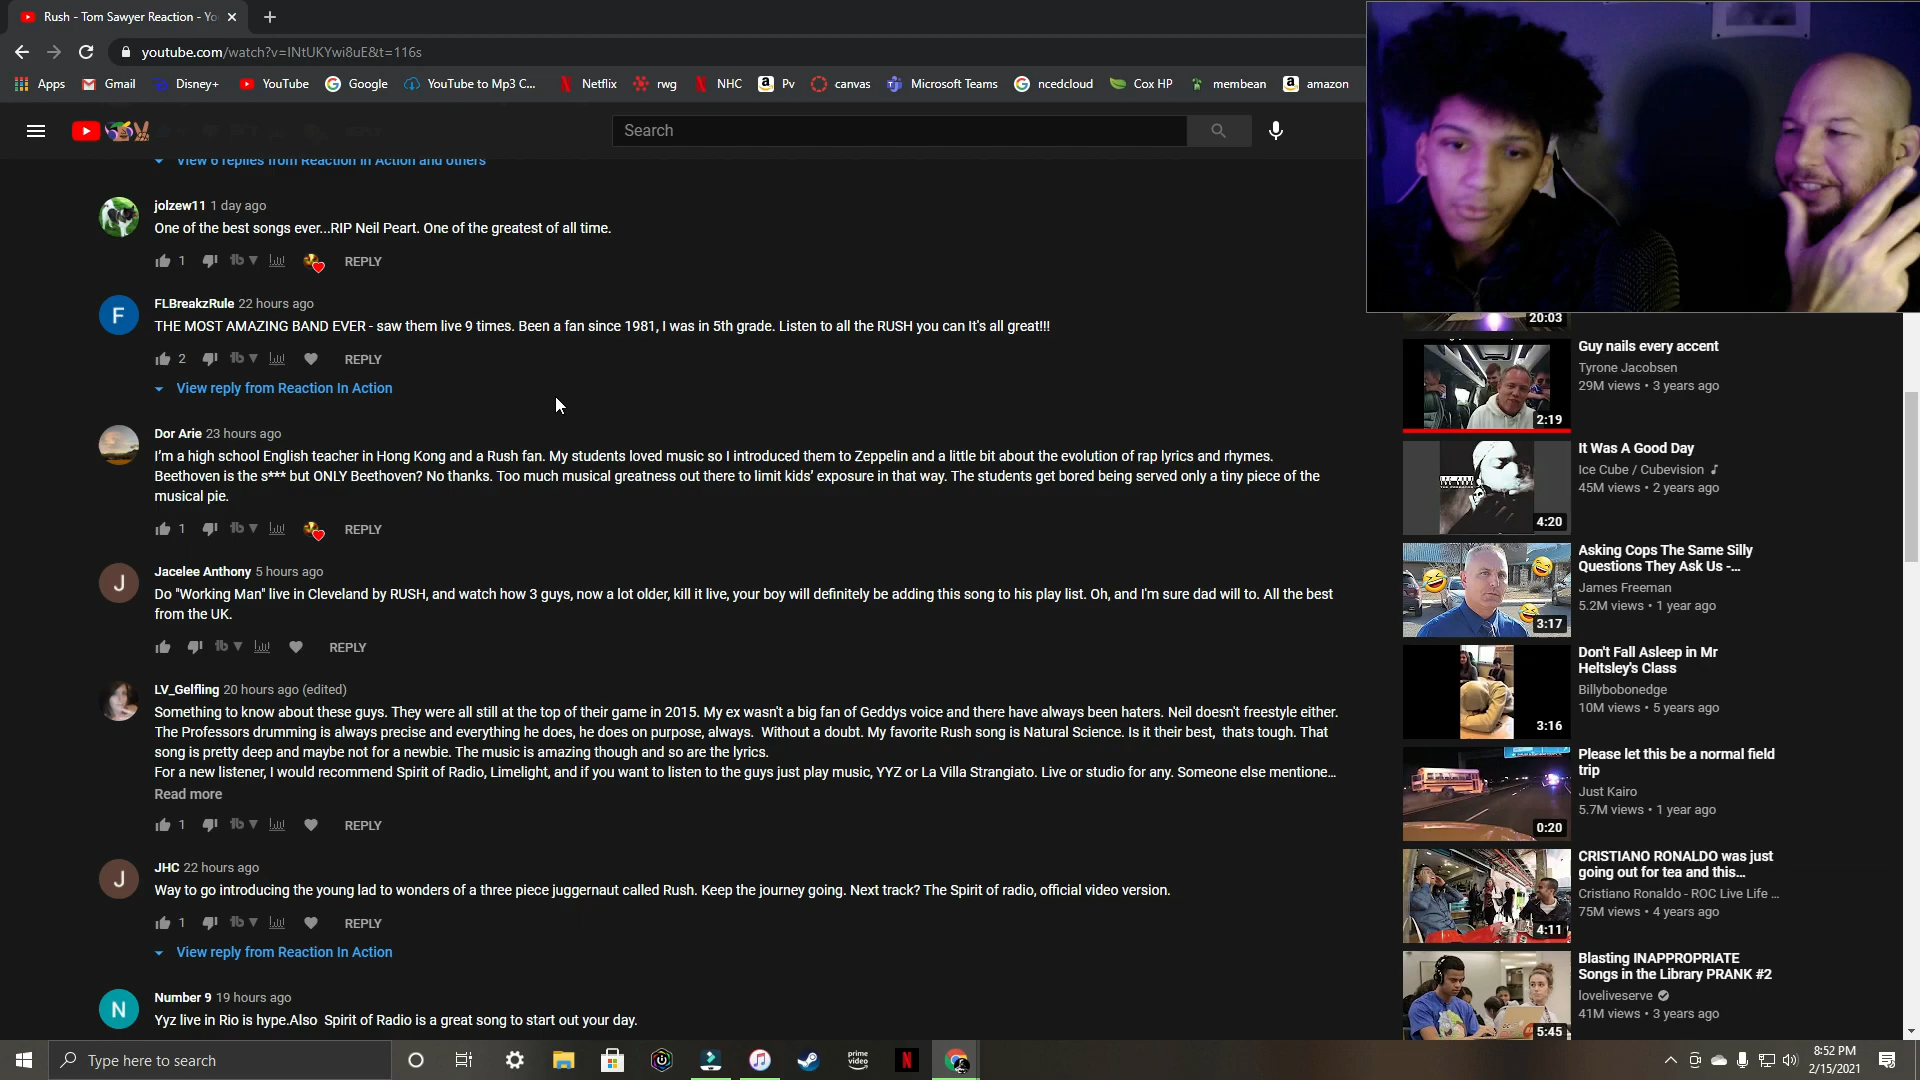 Rush - Tom Sawyer Reaction - Yo
youtube.com/watch?v=INtUKYwi8uE&t=116s
Apps Gmail Disney+ YouTube Google YouTube to Mp3 C... Netflix rwg NHC Pv canvas Microsoft Teams ncedcloud Cox HP membean amazon
Search
View 6 replies from Reaction In Action and others
jolzew11 1 day ago
One of the best songs ever...RIP Neil Peart. One of the greatest of all time.
1 REPLY
FLBreakzRule 22 hours ago
THE MOST AMAZING BAND EVER - saw them live 9 times. Been a fan since 1981, I was in 5th grade. Listen to all the RUSH you can It's all great!!!
2 REPLY
View reply from Reaction In Action
Dor Arie 23 hours ago
I'm a high school English teacher in Hong Kong and a Rush fan. My students loved music so I introduced them to Zeppelin and a little bit about the evolution of rap lyrics and rhymes.
Beethoven is the s*** but ONLY Beethoven? No thanks. Too much musical greatness out there to limit kids' exposure in that way. The students get bored being served only a tiny piece of the
musical pie.
1 REPLY
Jacelee Anthony 5 hours ago
Do "Working Man" live in Cleveland by RUSH, and watch how 3 guys, now a lot older, kill it live, your boy will definitely be adding this song to his play list. Oh, and I'm sure dad will to. All the best
from the UK.
REPLY
LV_Gelfling 20 hours ago (edited)
Something to know about these guys. They were all still at the top of their game in 2015. My ex wasn't a big fan of Geddys voice and there have always been haters. Neil doesn't freestyle either.
The Professors drumming is always precise and everything he does, he does on purpose, always. Without a doubt. My favorite Rush song is Natural Science. Is it their best, thats tough. That
song is pretty deep and maybe not for a newbie. The music is amazing though and so are the lyrics.
For a new listener, I would recommend Spirit of Radio, Limelight, and if you want to listen to the guys just play music, YYZ or La Villa Strangiato. Live or studio for any. Someone else mentione...
Read more
1 REPLY
JHC 22 hours ago
Way to go introducing the young lad to wonders of a three piece juggernaut called Rush. Keep the journey going. Next track? The Spirit of radio, official video version.
1 REPLY
View reply from Reaction In Action
Number 9 19 hours ago
Yyz live in Rio is hype.Also Spirit of Radio is a great song to start out your day.
20:03
Guy nails every accent
Tyrone Jacobsen
29M views • 3 years ago
2:19
It Was A Good Day
Ice Cube / Cubevision
45M views • 2 years ago
4:20
Asking Cops The Same Silly
Questions They Ask Us -...
James Freeman
5.2M views • 1 year ago
3:17
Don't Fall Asleep in Mr
Heltsley's Class
Billybobonedge
10M views • 5 years ago
3:16
Please let this be a normal field
trip
Just Kairo
5.7M views • 1 year ago
0:20
CRISTIANO RONALDO was just
going out for tea and this...
Cristiano Ronaldo - ROC Live Life ...
75M views • 4 years ago
4:11
Blasting INAPPROPRIATE
Songs in the Library PRANK #2
loveliveserve
41M views • 3 years ago
5:45
Type here to search
prime video
8:52 PM
2/15/2021